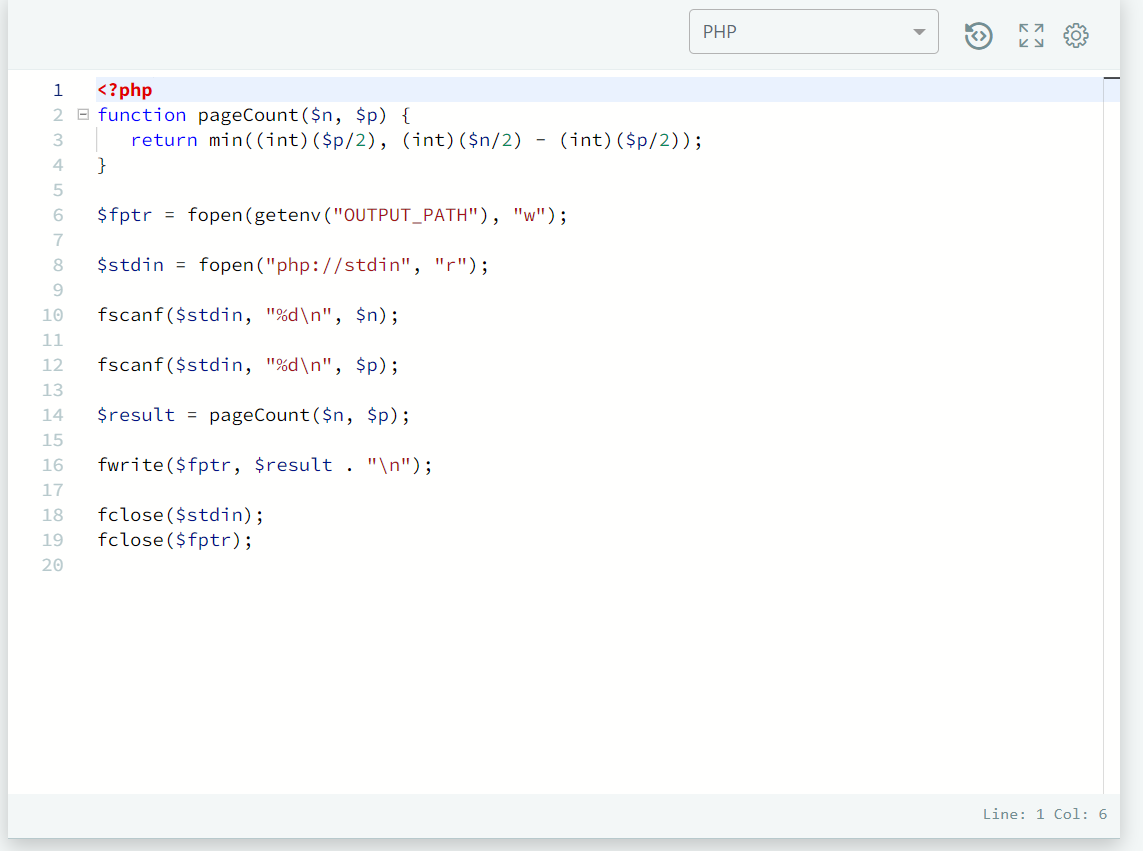 PHP
1 <?php
2 function pageCount($n, $p) {
3 return min((int)($p/2), (int)($n/2) - (int)($p/2));
4 }
5
6 $fptr = fopen(getenv("OUTPUT_PATH"), "w");
7
8 $stdin = fopen("php://stdin", "r");
9
10 fscanf($stdin, "%d\n", $n);
11
12 fscanf($stdin, "%d\n", $p);
13
14 $result = pageCount($n, $p);
15
16 fwrite($fptr, $result . "\n");
17
18 fclose($stdin);
19 fclose($fptr);
20
Line: 1 Col: 6